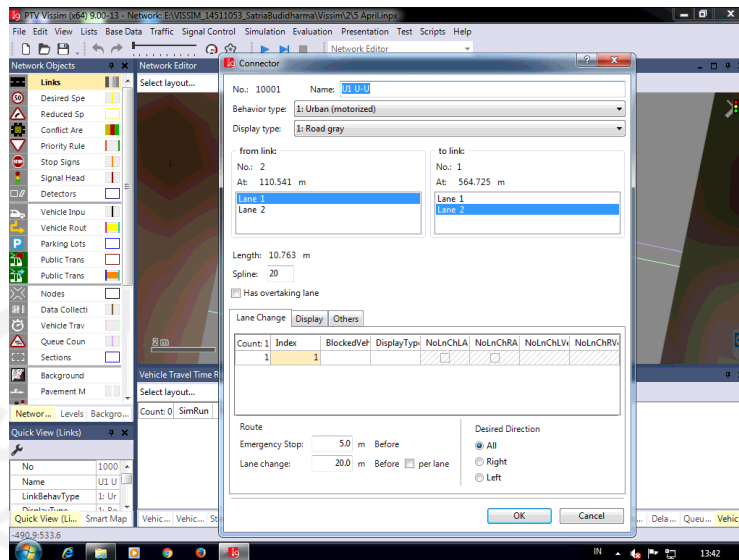 PTV Vissim (x64) 9.00-13 - Network: E:\VISSIM_14511053_SatriaBudidharma\Vissim\2\5 April.inpx
File Edit View Lists Base Data Traffic Signal Control Simulation Evaluation Presentation Test Scripts Help
Network Editor
Network Objects
Links
Desired Spe
Reduced Sp
Conflict Are
Priority Rule
Stop Signs
Signal Head
Detectors
Vehicle Inpu
Vehicle Rout
Parking Lots
Public Trans
Public Trans
Nodes
Data Collecti
Vehicle Trav
Queue Coun
Sections
Background
Pavement M
Networ... Levels Backgro...
Quick View (Links)
No 1000
Name U1 U
LinkBehavType 1: Ur
Quick View (Li... Smart Map
-490.9:533.6
Network Editor
Select layout...
Vehicle Travel Time R
Select layout...
Count: 0 SimRun
Vehic... Vehic...
Connector
No.: 10001 Name: U1 U-U
Behavior type: 1: Urban (motorized)
Display type: 1: Road gray
from link:
No.: 2
At: 110.541 m
Lane 1
Lane 2
to link:
No.: 1
At: 564.725 m
Lane 1
Lane 2
Length: 10.763 m
Spline: 20
Has overtaking lane
Lane Change Display Others
Count: 1 Index BlockedVeh DisplayType NoLnChLA NoLnChRA NoLnChLVe NoLnChRVe
1 1
Route
Emergency Stop: 5.0 m Before
Lane change: 20.0 m Before per lane
Desired Direction
All
Right
Left
OK Cancel
Dela... Queu... Vehic
IN 13:42